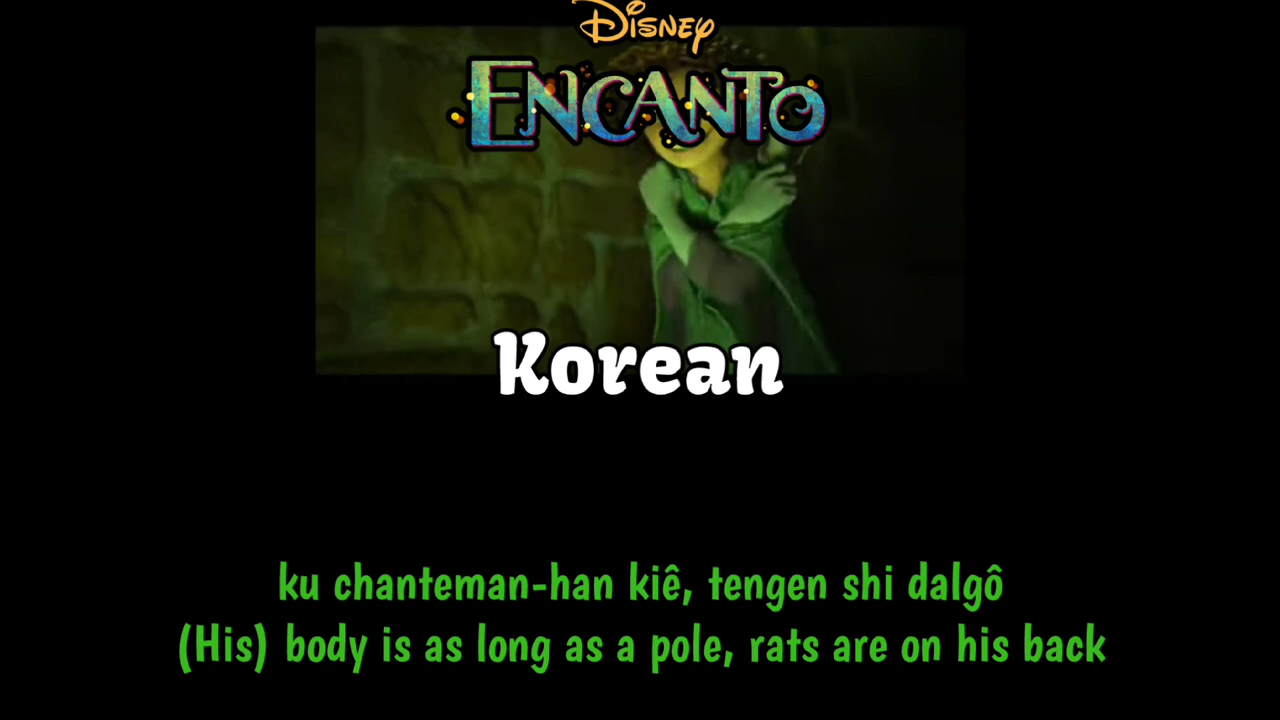 Disney
ENCANTO
Korean
ku chanteman-han kiê, tengen shi dalgô
(His) body is as long as a pole, rats are on his back